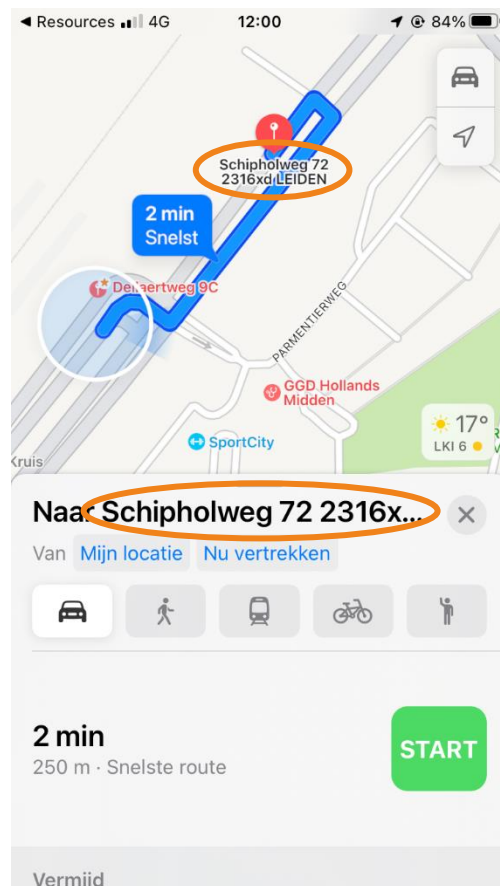 ◀ Resources 4G 12:00 84%
Schipholweg 72
2316xd LEIDEN
2 min
Snelst
Dellaertweg 9C
PARMENTIERWEG
GGD Hollands
Midden
SportCity
17°
LKI 6
Kruis
Naar Schipholweg 72 2316x...
Van Mijn locatie Nu vertrekken
2 min
250 m · Snelste route
START
Vermijd